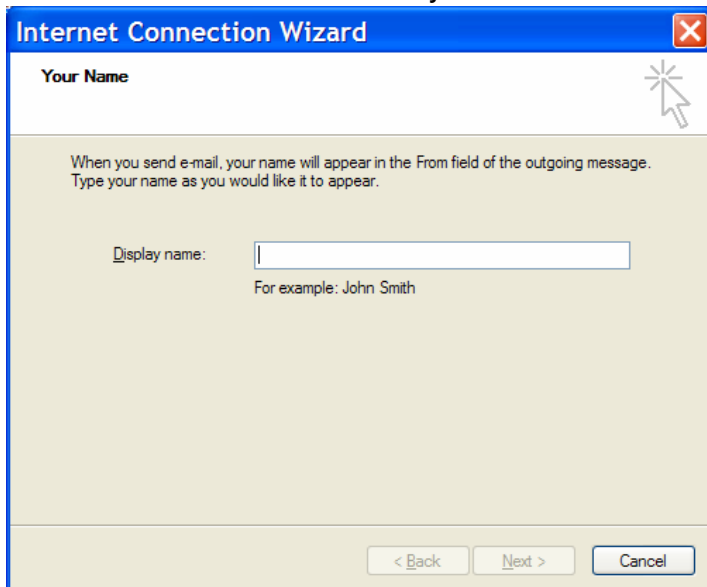 Internet Connection Wizard
Your Name
When you send e-mail, your name will appear in the From field of the outgoing message.
Type your name as you would like it to appear.
Display name:
For example: John Smith
< Back Next > Cancel